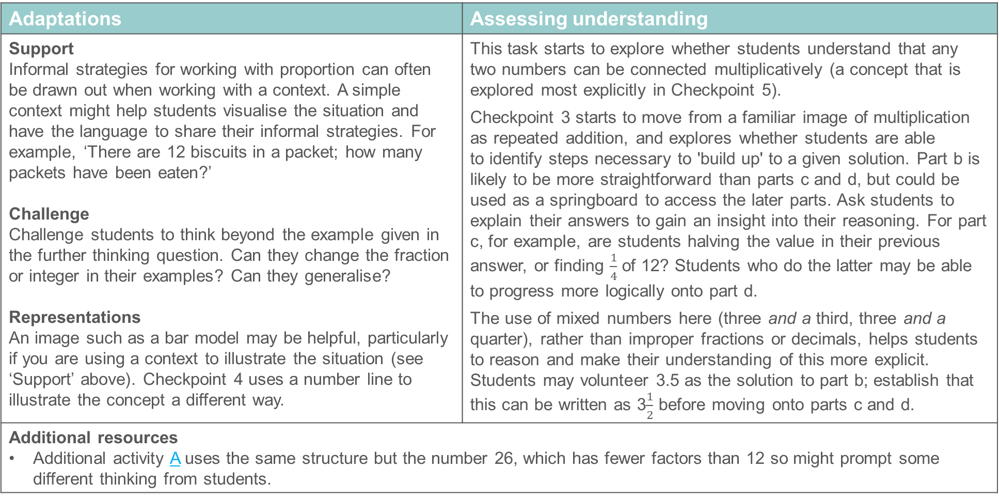 Adaptations
Support
Informal strategies for working with proportion can often
be drawn out when working with a context. A simple
context might help students visualise the situation and
have the language to share their informal strategies. For
example, ‘There are 12 biscuits in a packet; how many
packets have been eaten?’
Challenge
Challenge students to think beyond the example given in
the further thinking question. Can they change the fraction
or integer in their examples? Can they generalise?
Representations
An image such as a bar model may be helpful, particularly
if you are using a context to illustrate the situation (see
‘Support’ above). Checkpoint 4 uses a number line to
illustrate the concept a different way.
Assessing understanding
This task starts to explore whether students understand that any
two numbers can be connected multiplicatively (a concept that is
explored most explicitly in Checkpoint 5).
Checkpoint 3 starts to move from a familiar image of multiplication
as repeated addition, and explores whether students are able
to identify steps necessary to 'build up' to a given solution. Part b is
likely to be more straightforward than parts c and d, but could be
used as a springboard to access the later parts. Ask students to
explain their answers to gain an insight into their reasoning. For part
c, for example, are students halving the value in their previous
answer, or finding 1/4 of 12? Students who do the latter may be able
to progress more logically onto part d.
The use of mixed numbers here (three and a third, three and a
quarter), rather than improper fractions or decimals, helps students
to reason and make their understanding of this more explicit.
Students may volunteer 3.5 as the solution to part b; establish that
this can be written as 3 1/2 before moving onto parts c and d.
Additional resources
• Additional activity A uses the same structure but the number 26, which has fewer factors than 12 so might prompt some
different thinking from students.